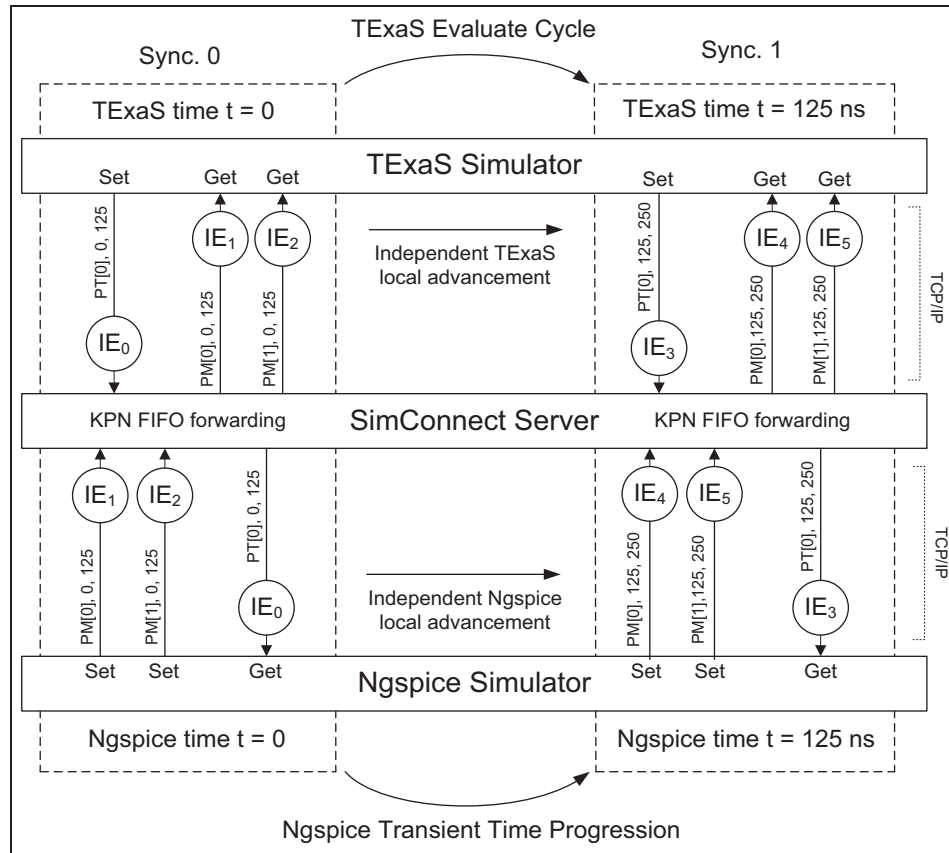 TExaS Evaluate Cycle
Sync. 0
Sync. 1
TExaS time t = 0
TExaS time t = 125 ns
TExaS Simulator
Set
Get
Get
Set
Get
Get
PT[0], 0, 125
IE0
IE1
PM[0], 0, 125
IE2
PM[1], 0, 125
Independent TExaS
local advancement
PT[0], 125, 250
IE3
IE4
PM[0],125, 250
IE5
PM[1],125, 250
TCP/IP
KPN FIFO forwarding
SimConnect Server
KPN FIFO forwarding
IE1
PM[0], 0, 125
IE2
PM[1], 0, 125
PT[0], 0, 125
IE0
Independent Ngspice
local advancement
IE4
PM[0], 125, 250
IE5
PM[1],125, 250
PT[0], 125, 250
IE3
TCP/IP
Set
Set
Get
Set
Set
Get
Ngspice Simulator
Ngspice time t = 0
Ngspice time t = 125 ns
Ngspice Transient Time Progression